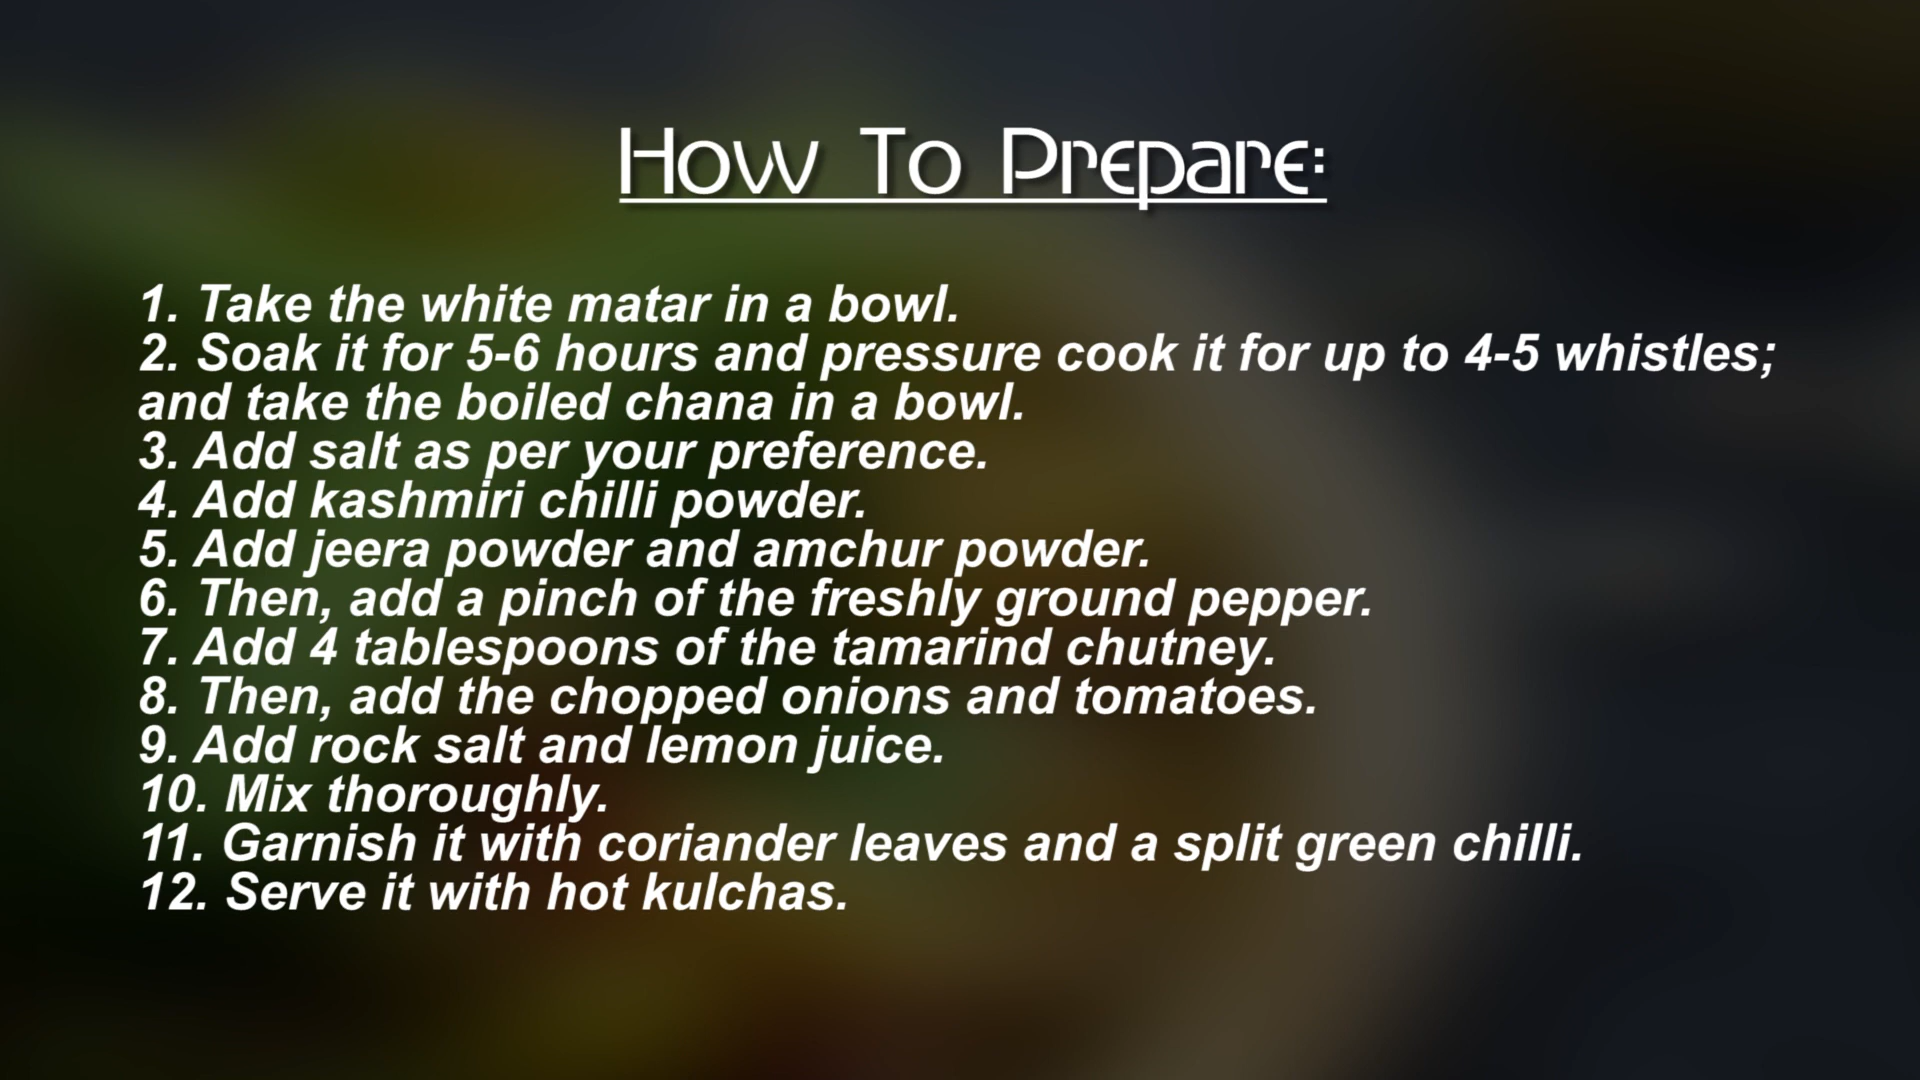 How To Prepare:
1. Take the white matar in a bowl.
2. Soak it for 5-6 hours and pressure cook it for up to 4-5 whistles;
and take the boiled chana in a bowl.
3. Add salt as per your preference.
4. Add kashmiri chilli powder.
5. Add jeera powder and amchur powder.
6. Then, add a pinch of the freshly ground pepper.
7. Add 4 tablespoons of the tamarind chutney.
8. Then, add the chopped onions and tomatoes.
9. Add rock salt and lemon juice.
10. Mix thoroughly.
11. Garnish it with coriander leaves and a split green chilli.
12. Serve it with hot kulchas.